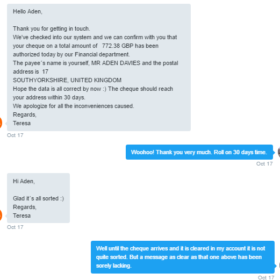 Hello Aden,
Thank you for getting in touch.
We've checked into our system and we can confirm with you that
your cheque on a total amount of 772.38 GBP has been
authorized today by our Financial department.
The payee's name is yourself, MR ADEN DAVIES and the postal
address is 17
SOUTHYORKSHIRE, UNITED KINGDOM
Hope the data is all correct by now :) The cheque should reach
your address within 30 days.
We apologize for all the inconveniences caused.
Regards,
Teresa
Oct 17
Woohoo! Thank you very much. Roll on 30 days time.
Oct 17
Hi Aden,
Glad it´s all sorted :)
Regards,
Teresa
Oct 17
Well until the cheque arrives and it is cleared in my account it is not
quite sorted. But a message as clear as that one above has been
sorely lacking.
Oct 17